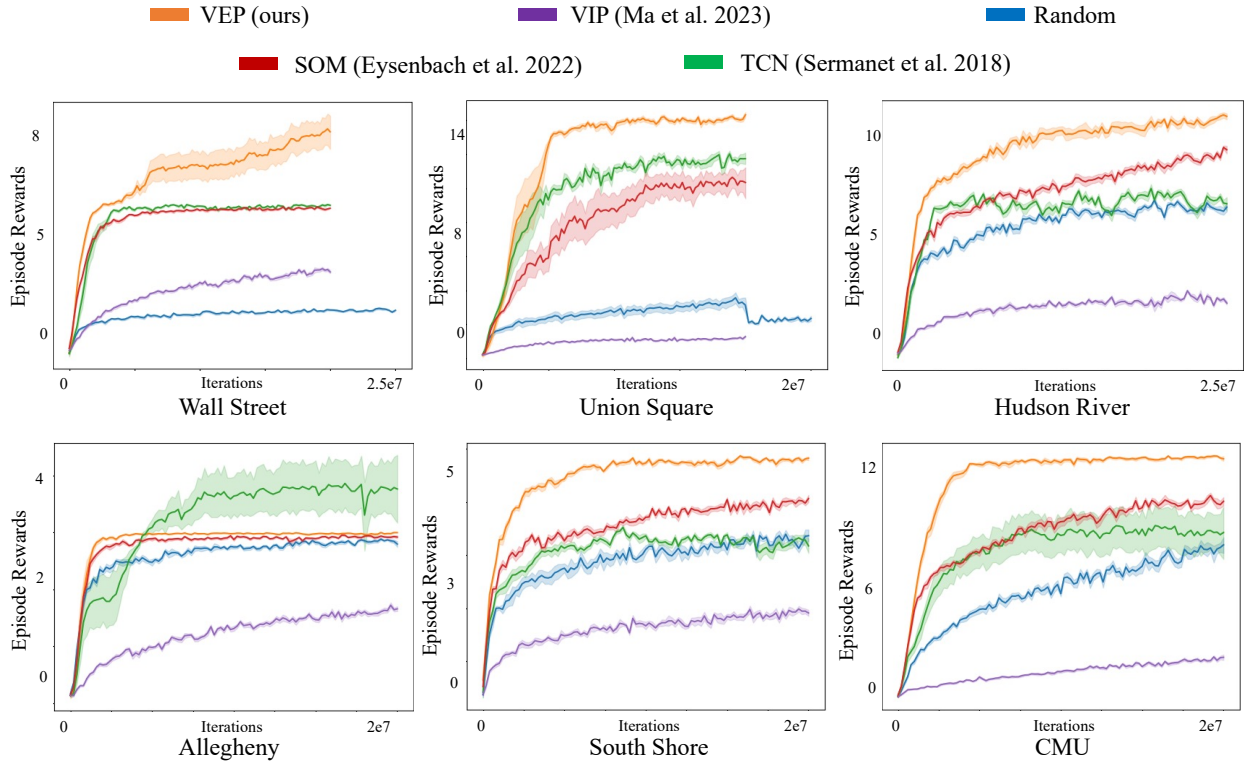 VEP (ours) VIP (Ma et al. 2023) Random
SOM (Eysenbach et al. 2022) TCN (Sermanet et al. 2018)
Episode Rewards
8
5
0
0 Iterations 2.5e7
Wall Street
Episode Rewards
14
8
0
0 Iterations 2e7
Union Square
Episode Rewards
10
5
0
0 Iterations 2.5e7
Hudson River
Episode Rewards
4
2
0
0 Iterations 2e7
Allegheny
Episode Rewards
5
3
0
0 Iterations 2e7
South Shore
Episode Rewards
12
6
0
0 Iterations 2e7
CMU